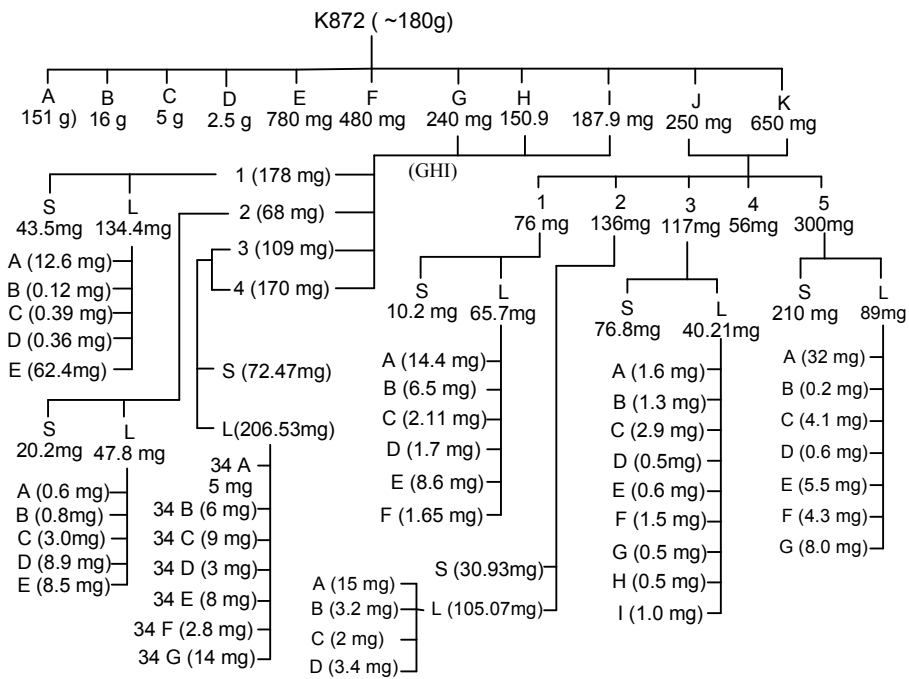 K872 ( ~180g)
A B C D E F G H I J K
151 g) 16 g 5 g 2.5 g 780 mg 480 mg 240 mg 150.9 187.9 mg 250 mg 650 mg
(GHI)
1 (178 mg)
2 (68 mg)
3 (109 mg)
4 (170 mg)
S L
43.5mg 134.4mg
A (12.6 mg)
B (0.12 mg)
C (0.39 mg)
D (0.36 mg)
E (62.4mg)
S L
20.2mg 47.8 mg
A (0.6 mg)
B (0.8mg)
C (3.0mg)
D (8.9 mg)
E (8.5 mg)
S (72.47mg)
L(206.53mg)
34 A
5 mg
34 B (6 mg)
34 C (9 mg)
34 D (3 mg)
34 E (8 mg)
34 F (2.8 mg)
34 G (14 mg)
1 2 3 4 5
76 mg 136mg 117mg 56mg 300mg
S L
10.2 mg 65.7mg
A (14.4 mg)
B (6.5 mg)
C (2.11 mg)
D (1.7 mg)
E (8.6 mg)
F (1.65 mg)
S (30.93mg)
L (105.07mg)
A (15 mg)
B (3.2 mg)
C (2 mg)
D (3.4 mg)
S L
76.8mg 40.21mg
A (1.6 mg)
B (1.3 mg)
C (2.9 mg)
D (0.5mg)
E (0.6 mg)
F (1.5 mg)
G (0.5 mg)
H (0.5 mg)
I (1.0 mg)
S L
210 mg 89mg
A (32 mg)
B (0.2 mg)
C (4.1 mg)
D (0.6 mg)
E (5.5 mg)
F (4.3 mg)
G (8.0 mg)